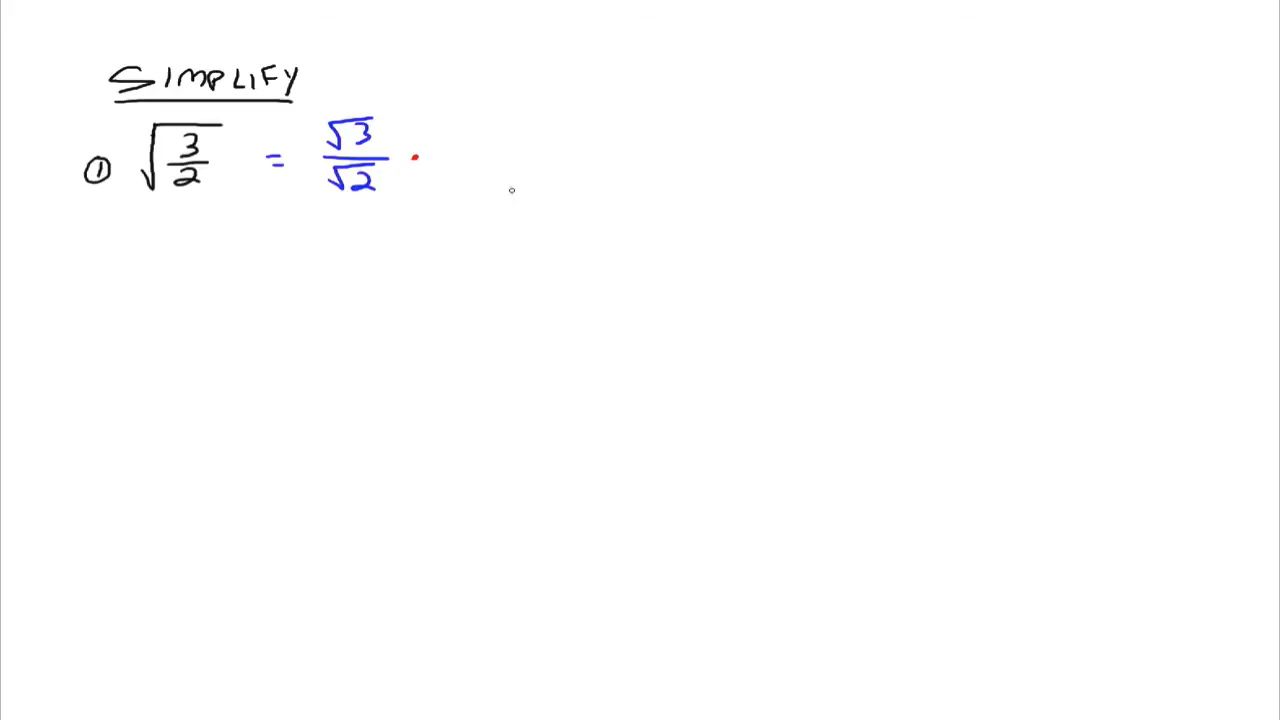 SIMPLIFY
① √(3/2) = √3/√2 ·